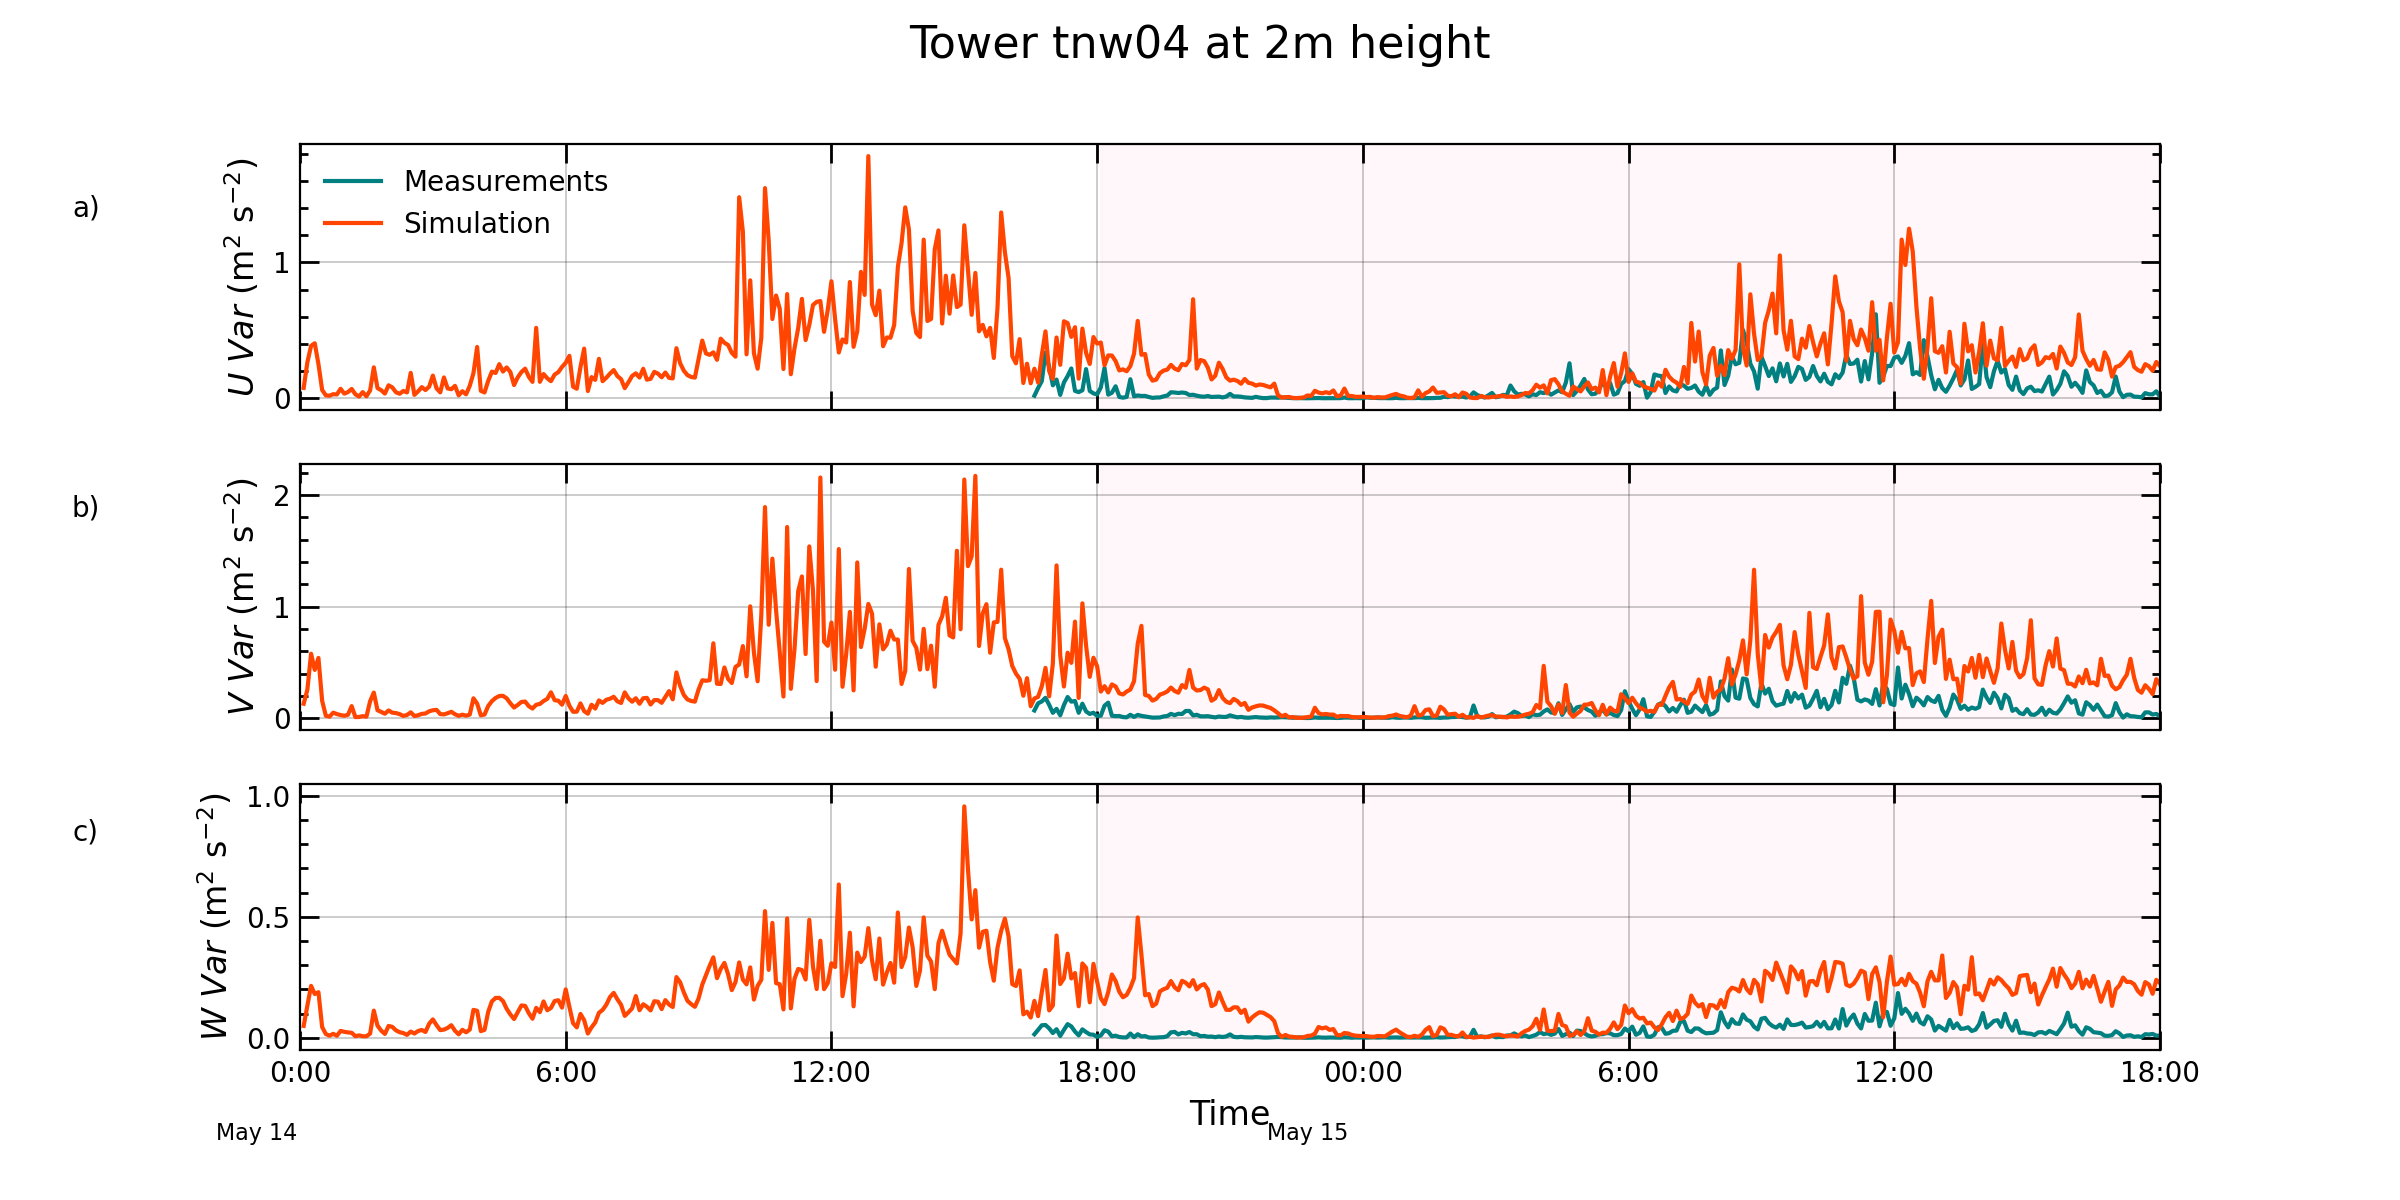 Tower tnw04 at 2m height
a)
U Var (m² s⁻²)
1
0
Measurements
Simulation
b)
V Var (m² s⁻²)
2
1
0
c)
W Var (m² s⁻²)
1.0
0.5
0.0
0:00 6:00 12:00 18:00 00:00 6:00 12:00 18:00
Time
May 14 May 15